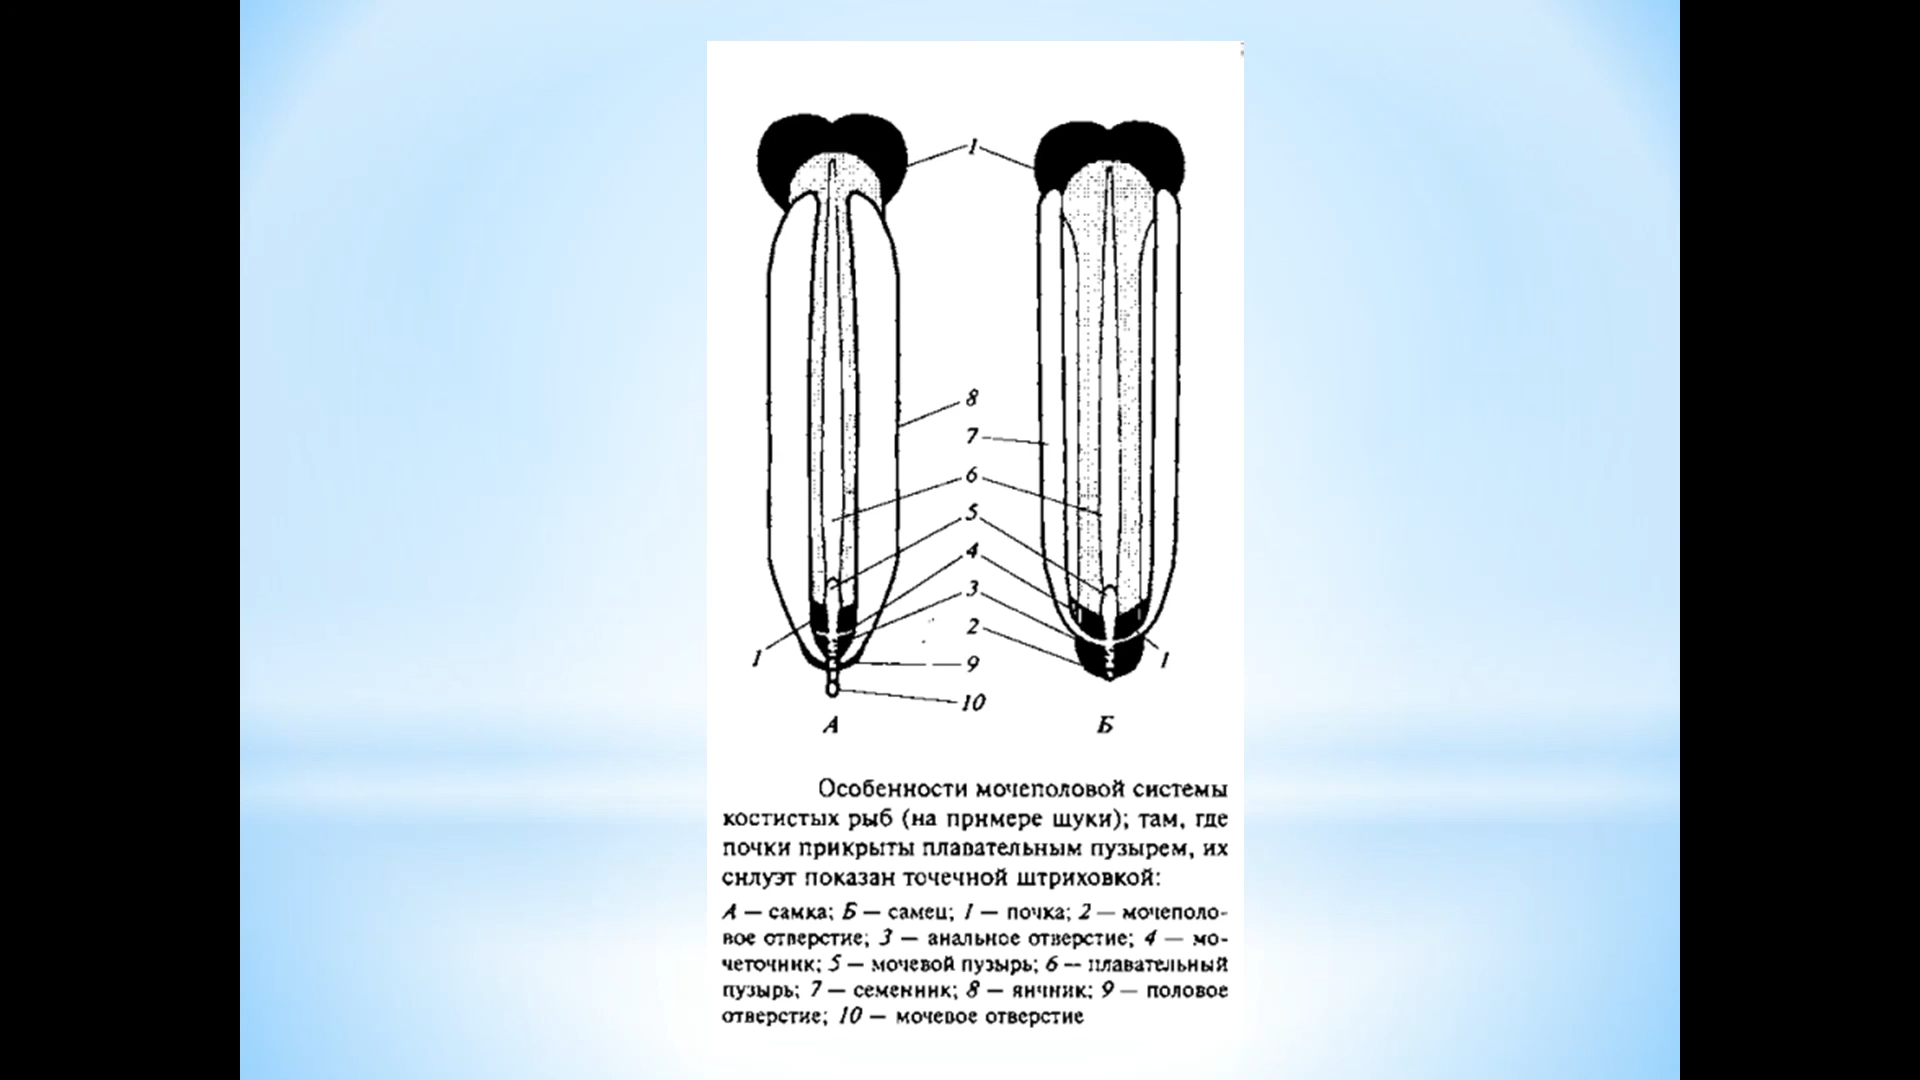 1
1
8
7
6
5
4
3
2
1
1
9
10
А
Б
Особенности мочеполовой системы
костистых рыб (на примере щуки); там, где
почки прикрыты плавательным пузырем, их
силуэт показан точечной штриховкой:
А — самка; Б — самец; 1 — почка; 2 — мочеполо-
вое отверстие; 3 — анальное отверстие; 4 — мо-
четочник; 5 — мочевой пузырь; 6 — плавательный
пузырь; 7 — семенник; 8 — яичник; 9 — половое
отверстие; 10 — мочевое отверстие